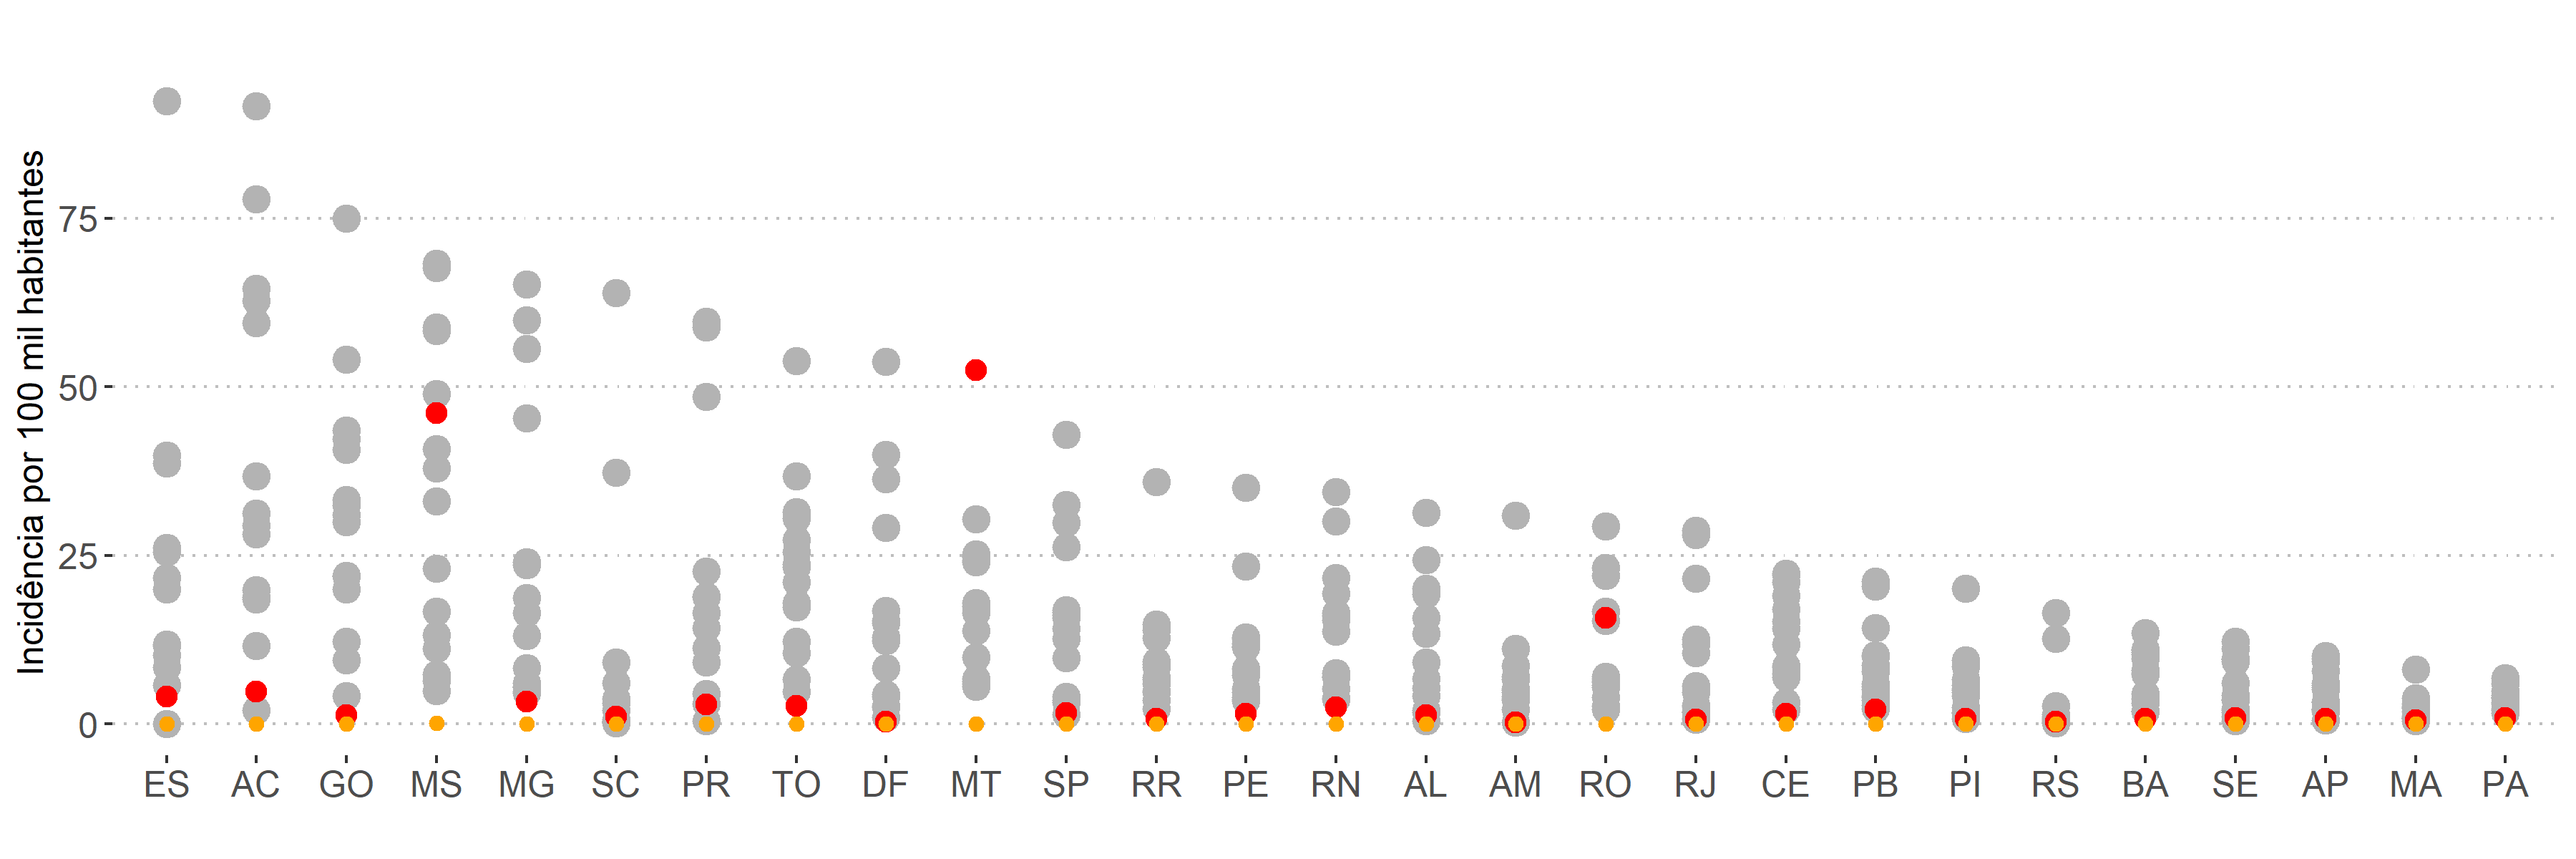 Incidência por 100 mil habitantes
75
50
25
0
ES AC GO MS MG SC PR TO DF MT SP RR PE RN AL AM RO RJ CE PB PI RS BA SE AP MA PA